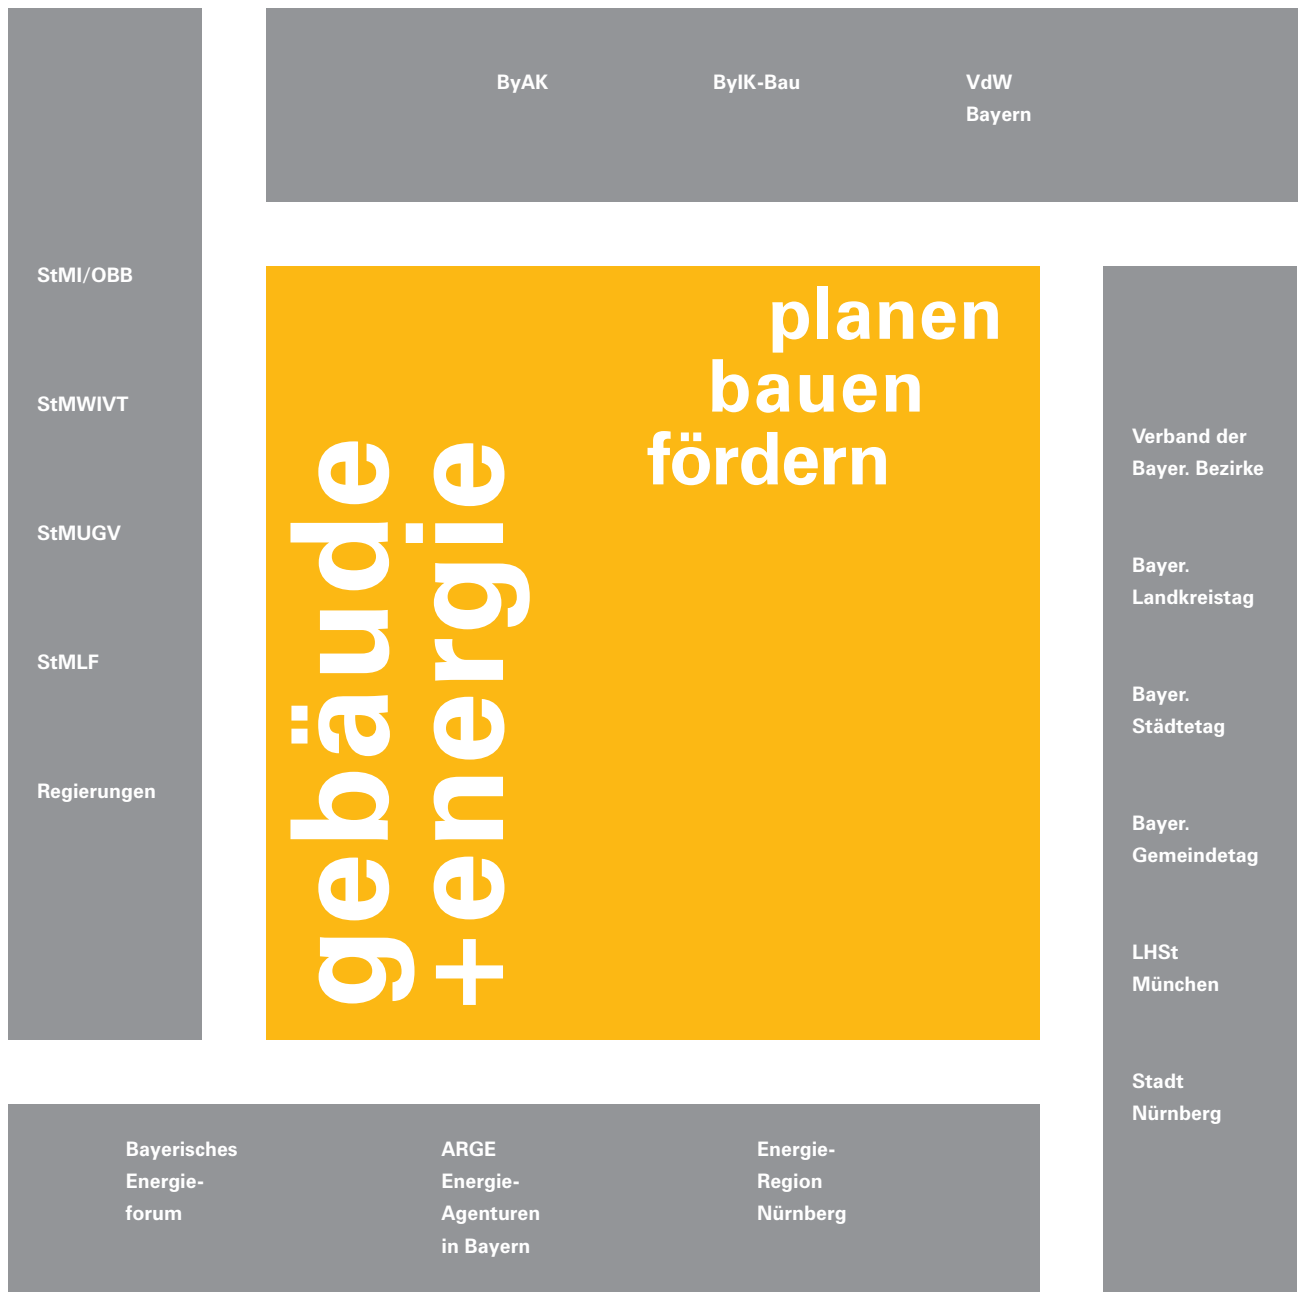 ByAK
ByIK-Bau
VdW
Bayern
StMI/OBB
StMWIVT
StMUGV
StMLF
Regierungen
planen
bauen
fördern
gebäude
+energie
Verband der
Bayer. Bezirke
Bayer.
Landkreistag
Bayer.
Städtetag
Bayer.
Gemeindetag
LHSt
München
Stadt
Nürnberg
Bayerisches
Energie-
forum
ARGE
Energie-
Agenturen
in Bayern
Energie-
Region
Nürnberg